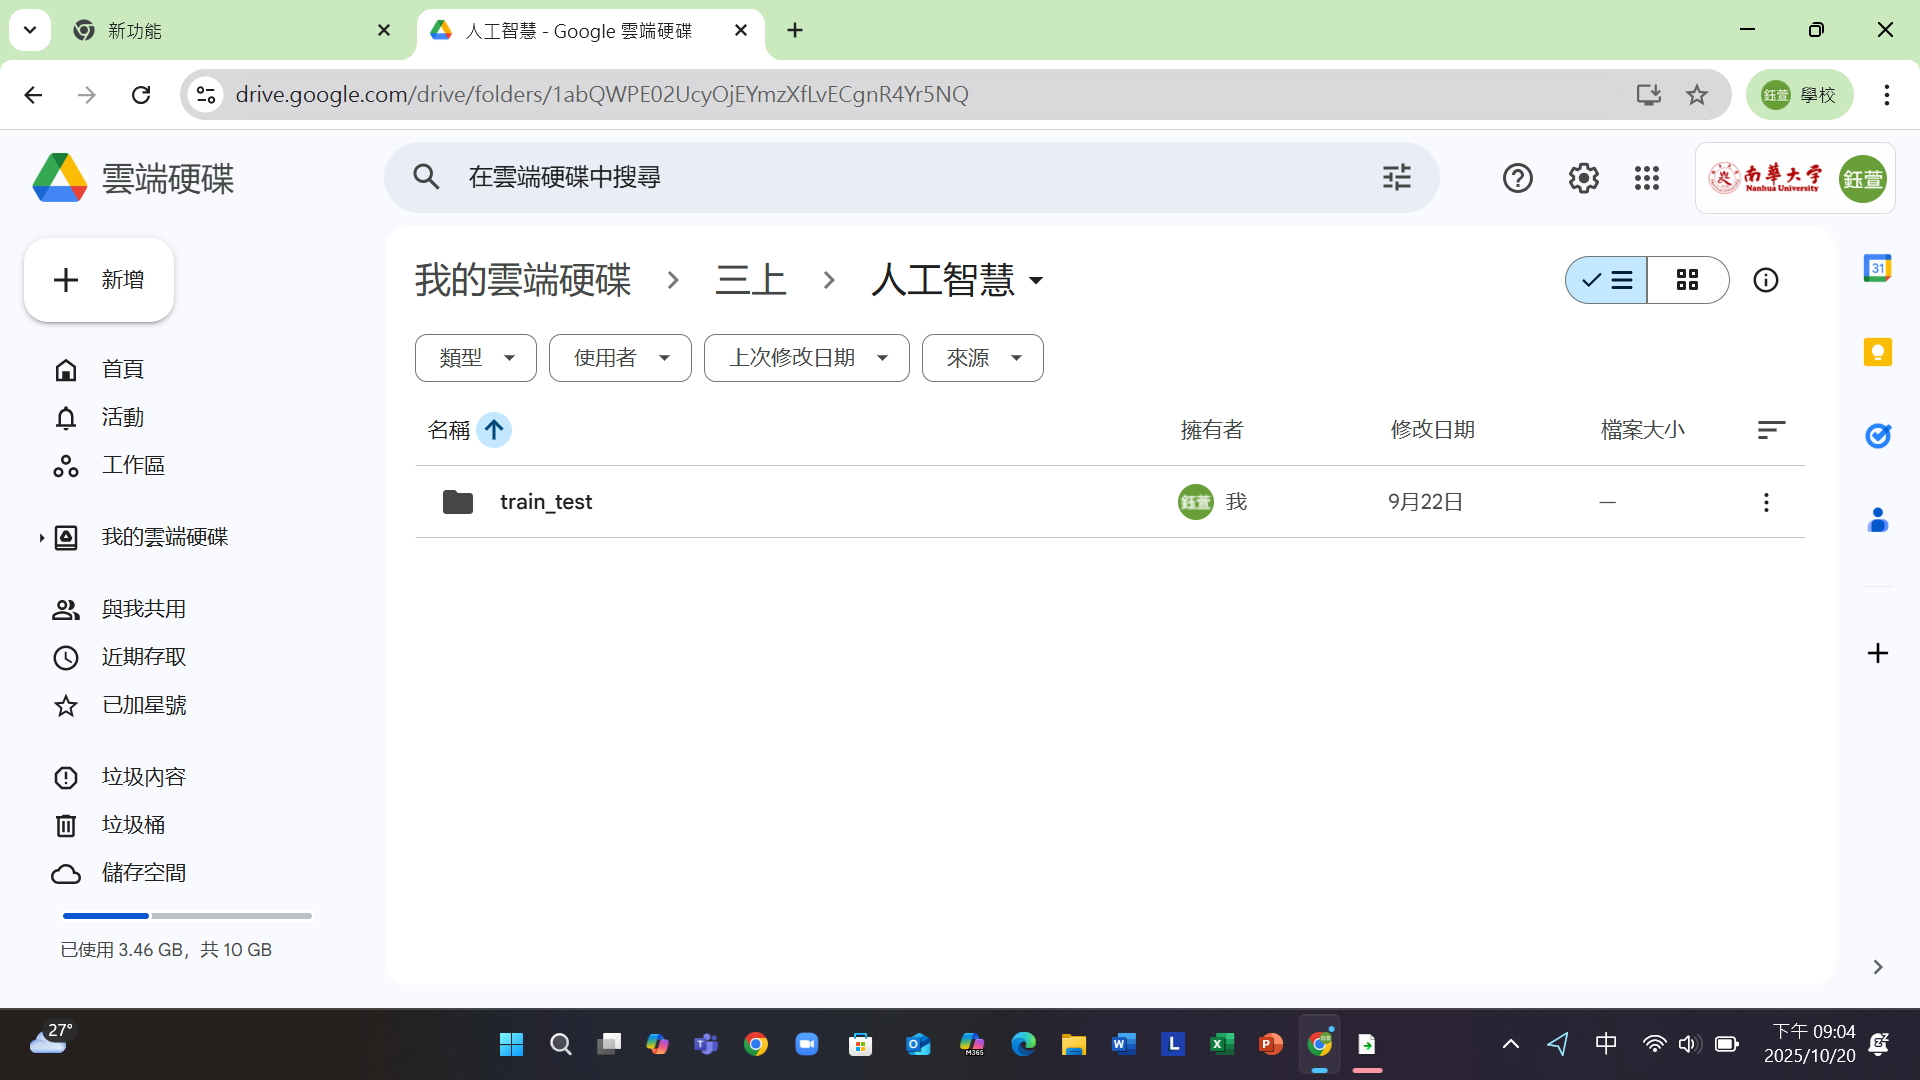 新功能
人工智慧 - Google 雲端硬碟
drive.google.com/drive/folders/1abQWPE02UcyOjEYmzXfLvECgnR4Yr5NQ
鈺萱 學校
雲端硬碟
在雲端硬碟中搜尋
南華大學
Nanhua University
鈺萱
新增
我的雲端硬碟 > 三上 > 人工智慧
31
類型
使用者
上次修改日期
來源
首頁
活動
工作區
我的雲端硬碟
與我共用
近期存取
已加星號
垃圾內容
垃圾桶
儲存空間
已使用 3.46 GB，共 10 GB
名稱 擁有者 修改日期 檔案大小
train_test 鈺萱 我 9月22日 —
27°
M365
中
下午 09:04
2025/10/20